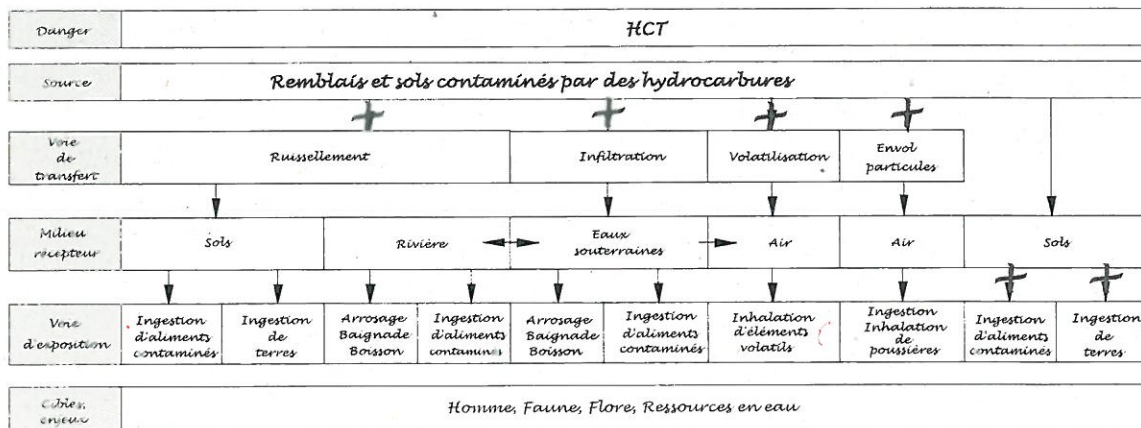 Danger
HCT
Source
Remblais et sols contaminés par des hydrocarbures
Voie
de
transfert
Ruissellement
Infiltration
Volatilisation
Envol
particules
Milieu
récepteur
Sols
Rivière
Eaux
souterraines
Air
Air
Sols
Voie
d'exposition
Ingestion
d'aliments
contaminés
Ingestion
de
terres
Arrosage
Baignade
Boisson
Ingestion
d'aliments
contaminés
Arrosage
Baignade
Boisson
Ingestion
d'aliments
contaminés
Inhalation
d'éléments
volatils
Ingestion
Inhalation
de
poussières
Ingestion
d'aliments
contaminés
Ingestion
de
terres
Cibles,
enjeux
Homme, Faune, Flore, Ressources en eau